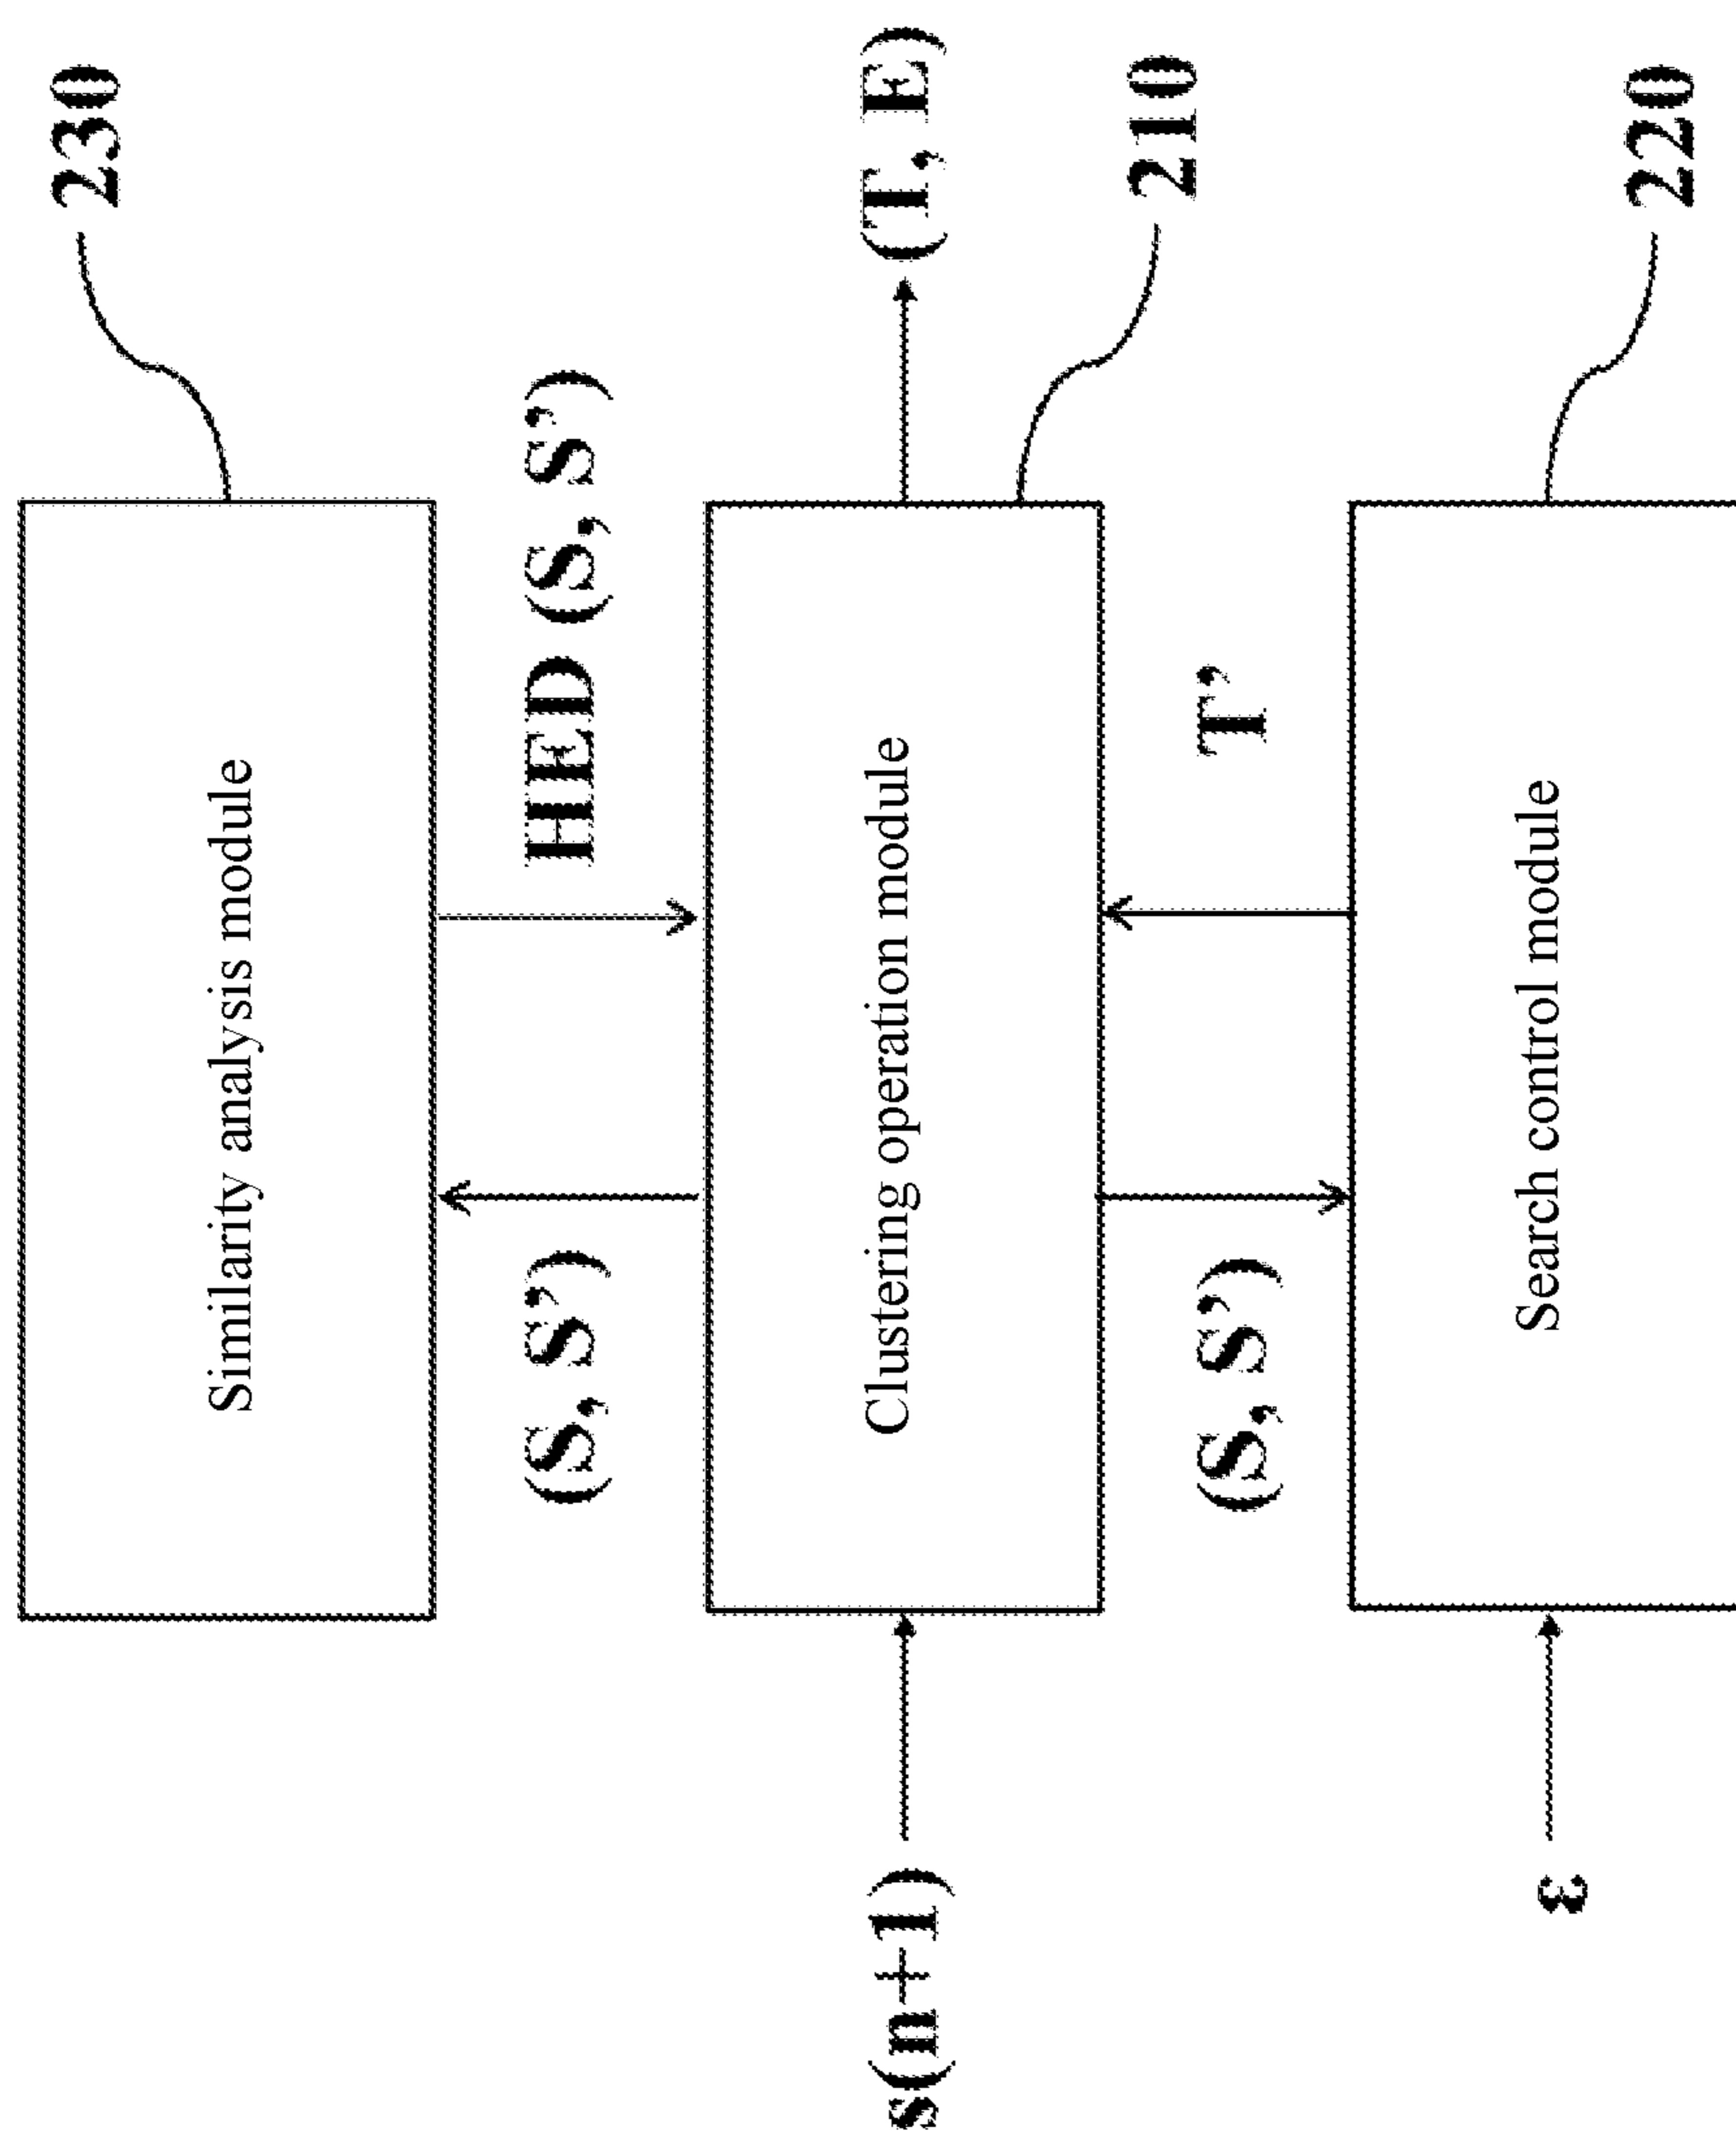 230
Similarity analysis module
(S, S’)
HED (S, S’)
s(n+1)
Clustering operation module
(T, E)
210
(S, S’)
T’
ε
Search control module
220